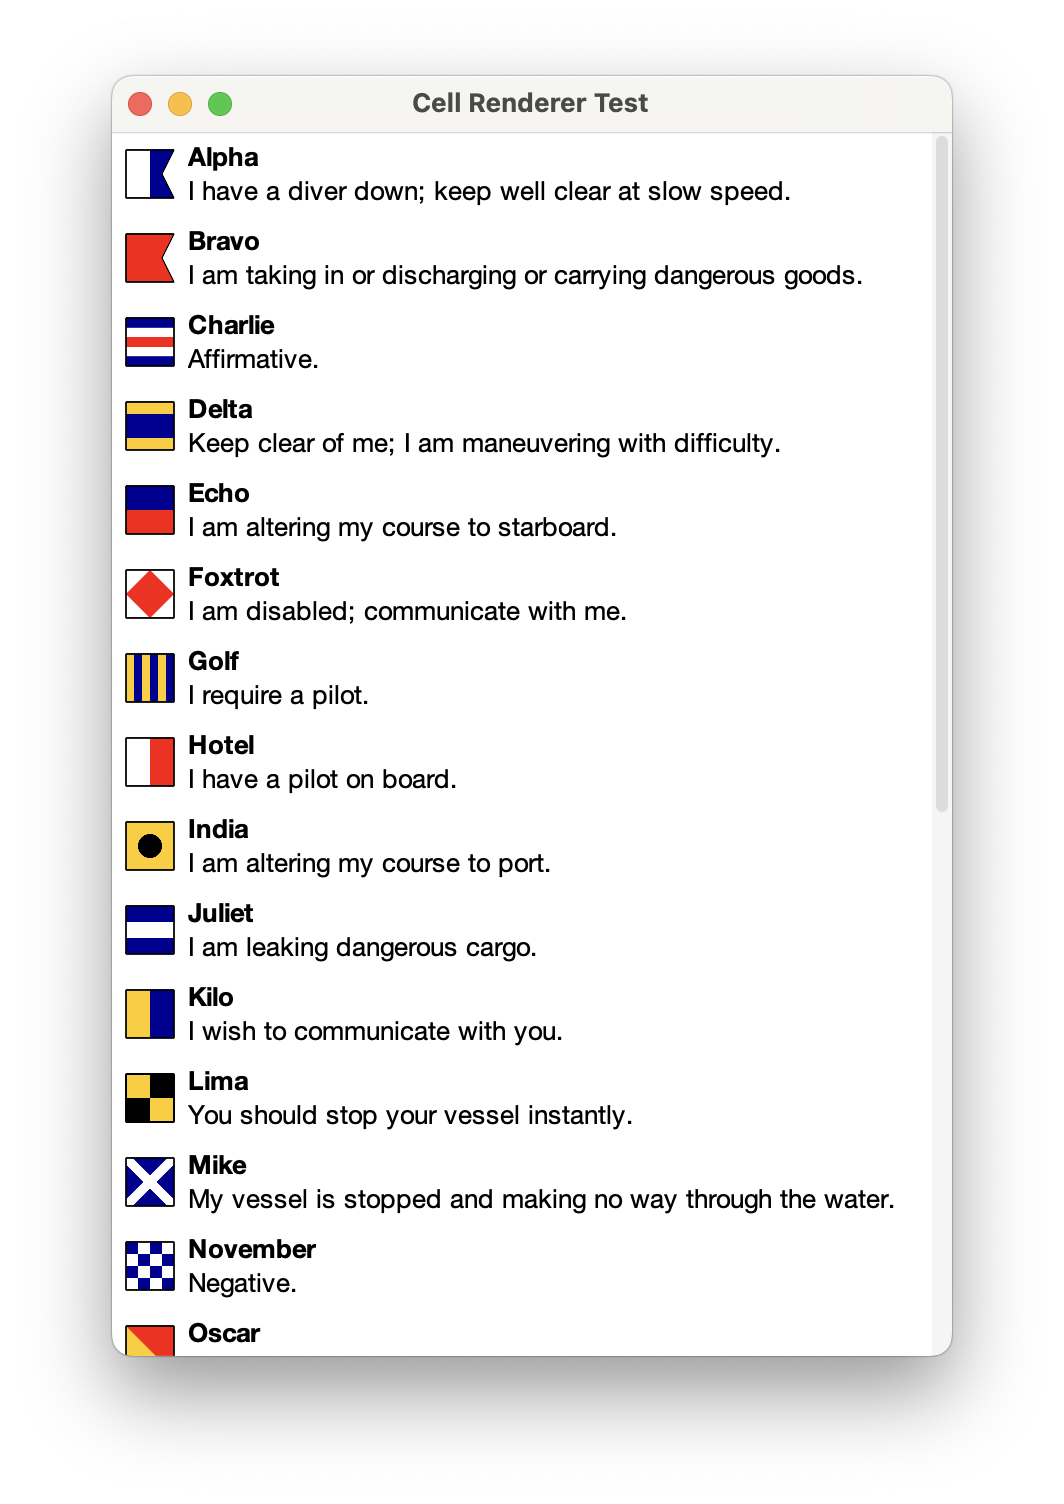 Cell Renderer Test
Alpha
I have a diver down; keep well clear at slow speed.
Bravo
I am taking in or discharging or carrying dangerous goods.
Charlie
Affirmative.
Delta
Keep clear of me; I am maneuvering with difficulty.
Echo
I am altering my course to starboard.
Foxtrot
I am disabled; communicate with me.
Golf
I require a pilot.
Hotel
I have a pilot on board.
India
I am altering my course to port.
Juliet
I am leaking dangerous cargo.
Kilo
I wish to communicate with you.
Lima
You should stop your vessel instantly.
Mike
My vessel is stopped and making no way through the water.
November
Negative.
Oscar